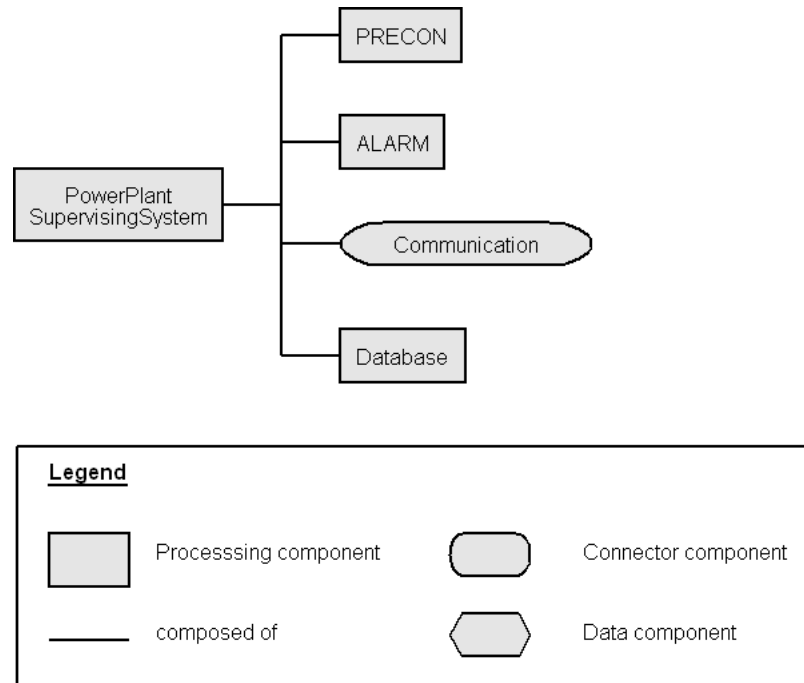 PRECON
ALARM
PowerPlant
SupervisingSystem
Communication
Database
Legend
Processsing component
Connector component
composed of
Data component